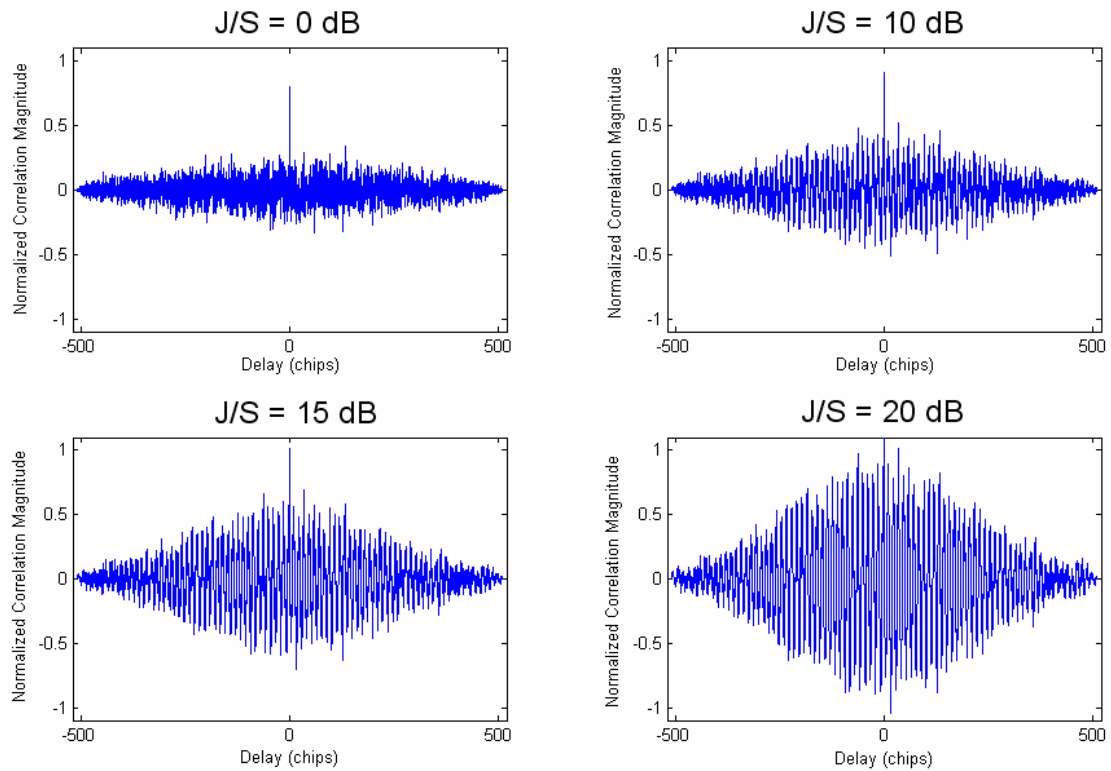 J/S = 0 dB
Normalized Correlation Magnitude
1
0.5
0
-0.5
-1
-500
0
500
Delay (chips)
J/S = 10 dB
Normalized Correlation Magnitude
1
0.5
0
-0.5
-1
-500
0
500
Delay (chips)
J/S = 15 dB
Normalized Correlation Magnitude
1
0.5
0
-0.5
-1
-500
0
500
Delay (chips)
J/S = 20 dB
Normalized Correlation Magnitude
1
0.5
0
-0.5
-1
-500
0
500
Delay (chips)